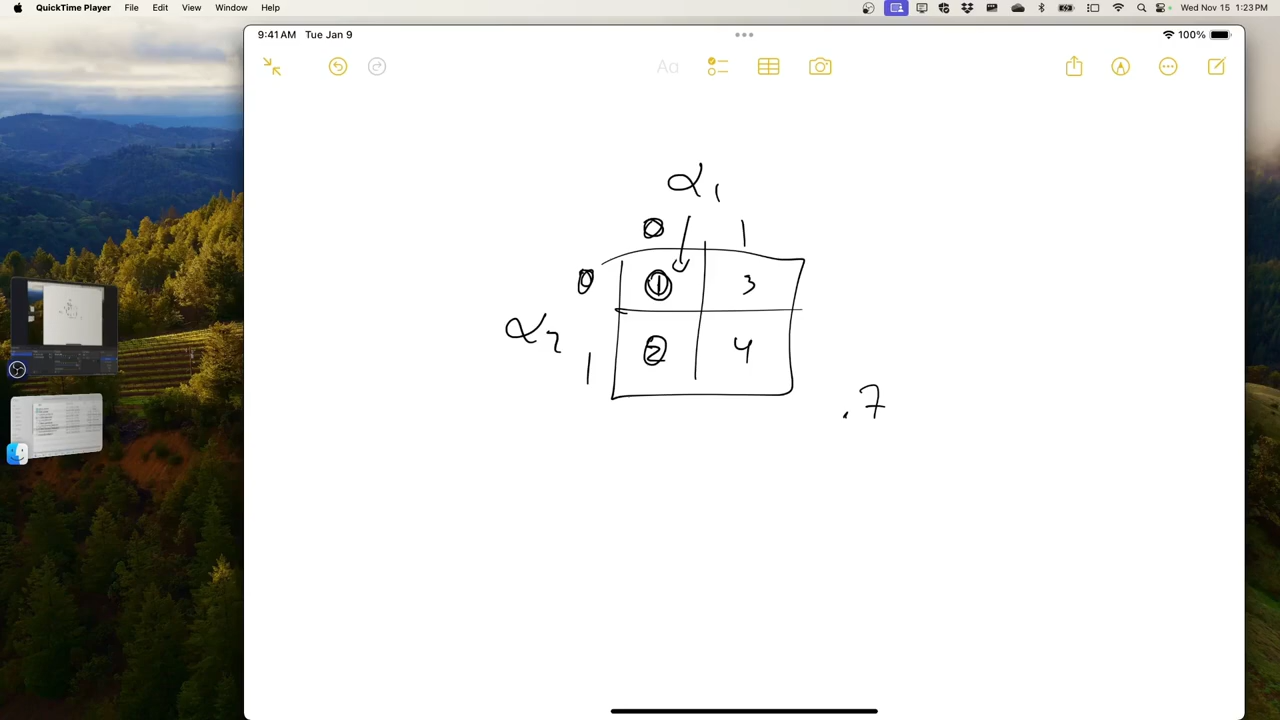 QuickTime Player File Edit View Window Help Wed Nov 15 1:23 PM
9:41 AM Tue Jan 9 100%
Aa
α1
0 1
0 1 3
α2
1 2 4
.7